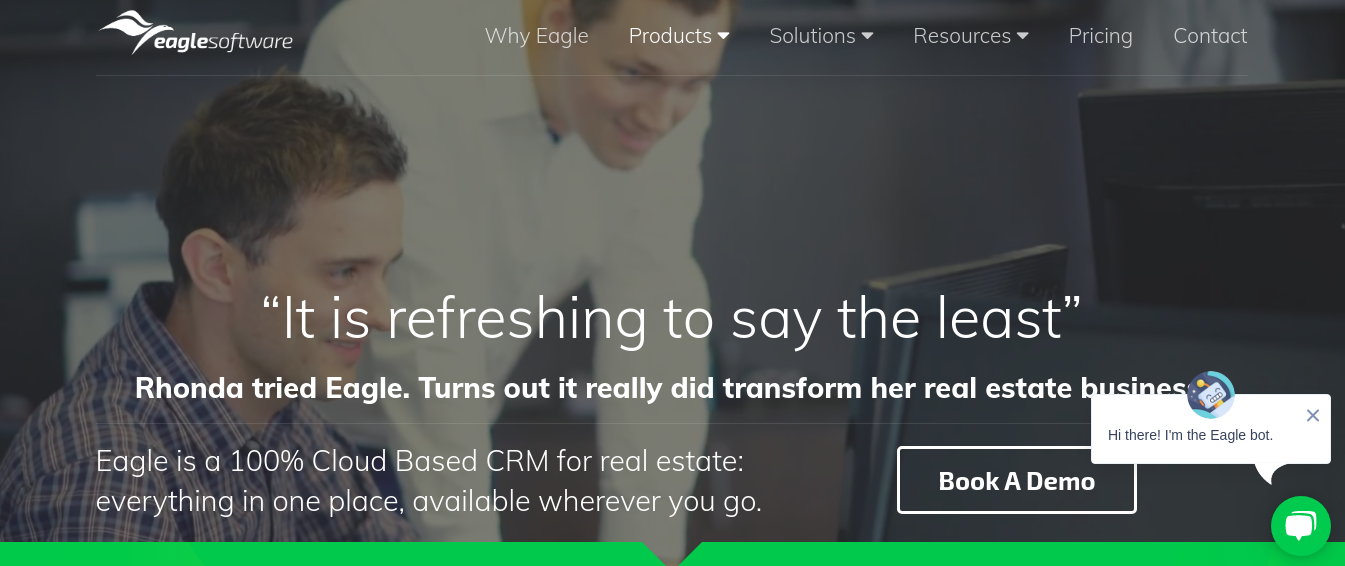 eaglesoftware
Why Eagle Products Solutions Resources Pricing Contact
“It is refreshing to say the least”
Rhonda tried Eagle. Turns out it really did transform her real estate business
Hi there! I'm the Eagle bot.
Eagle is a 100% Cloud Based CRM for real estate:
everything in one place, available wherever you go.
Book A Demo